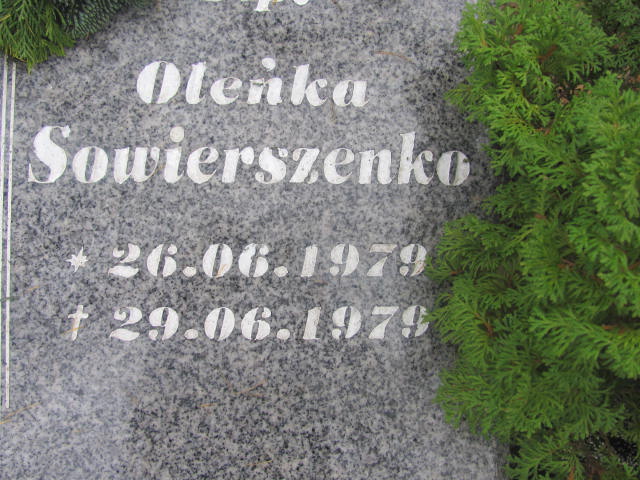 Oleńka
Sowierszenko
* 26.06.1979
† 29.06.1979